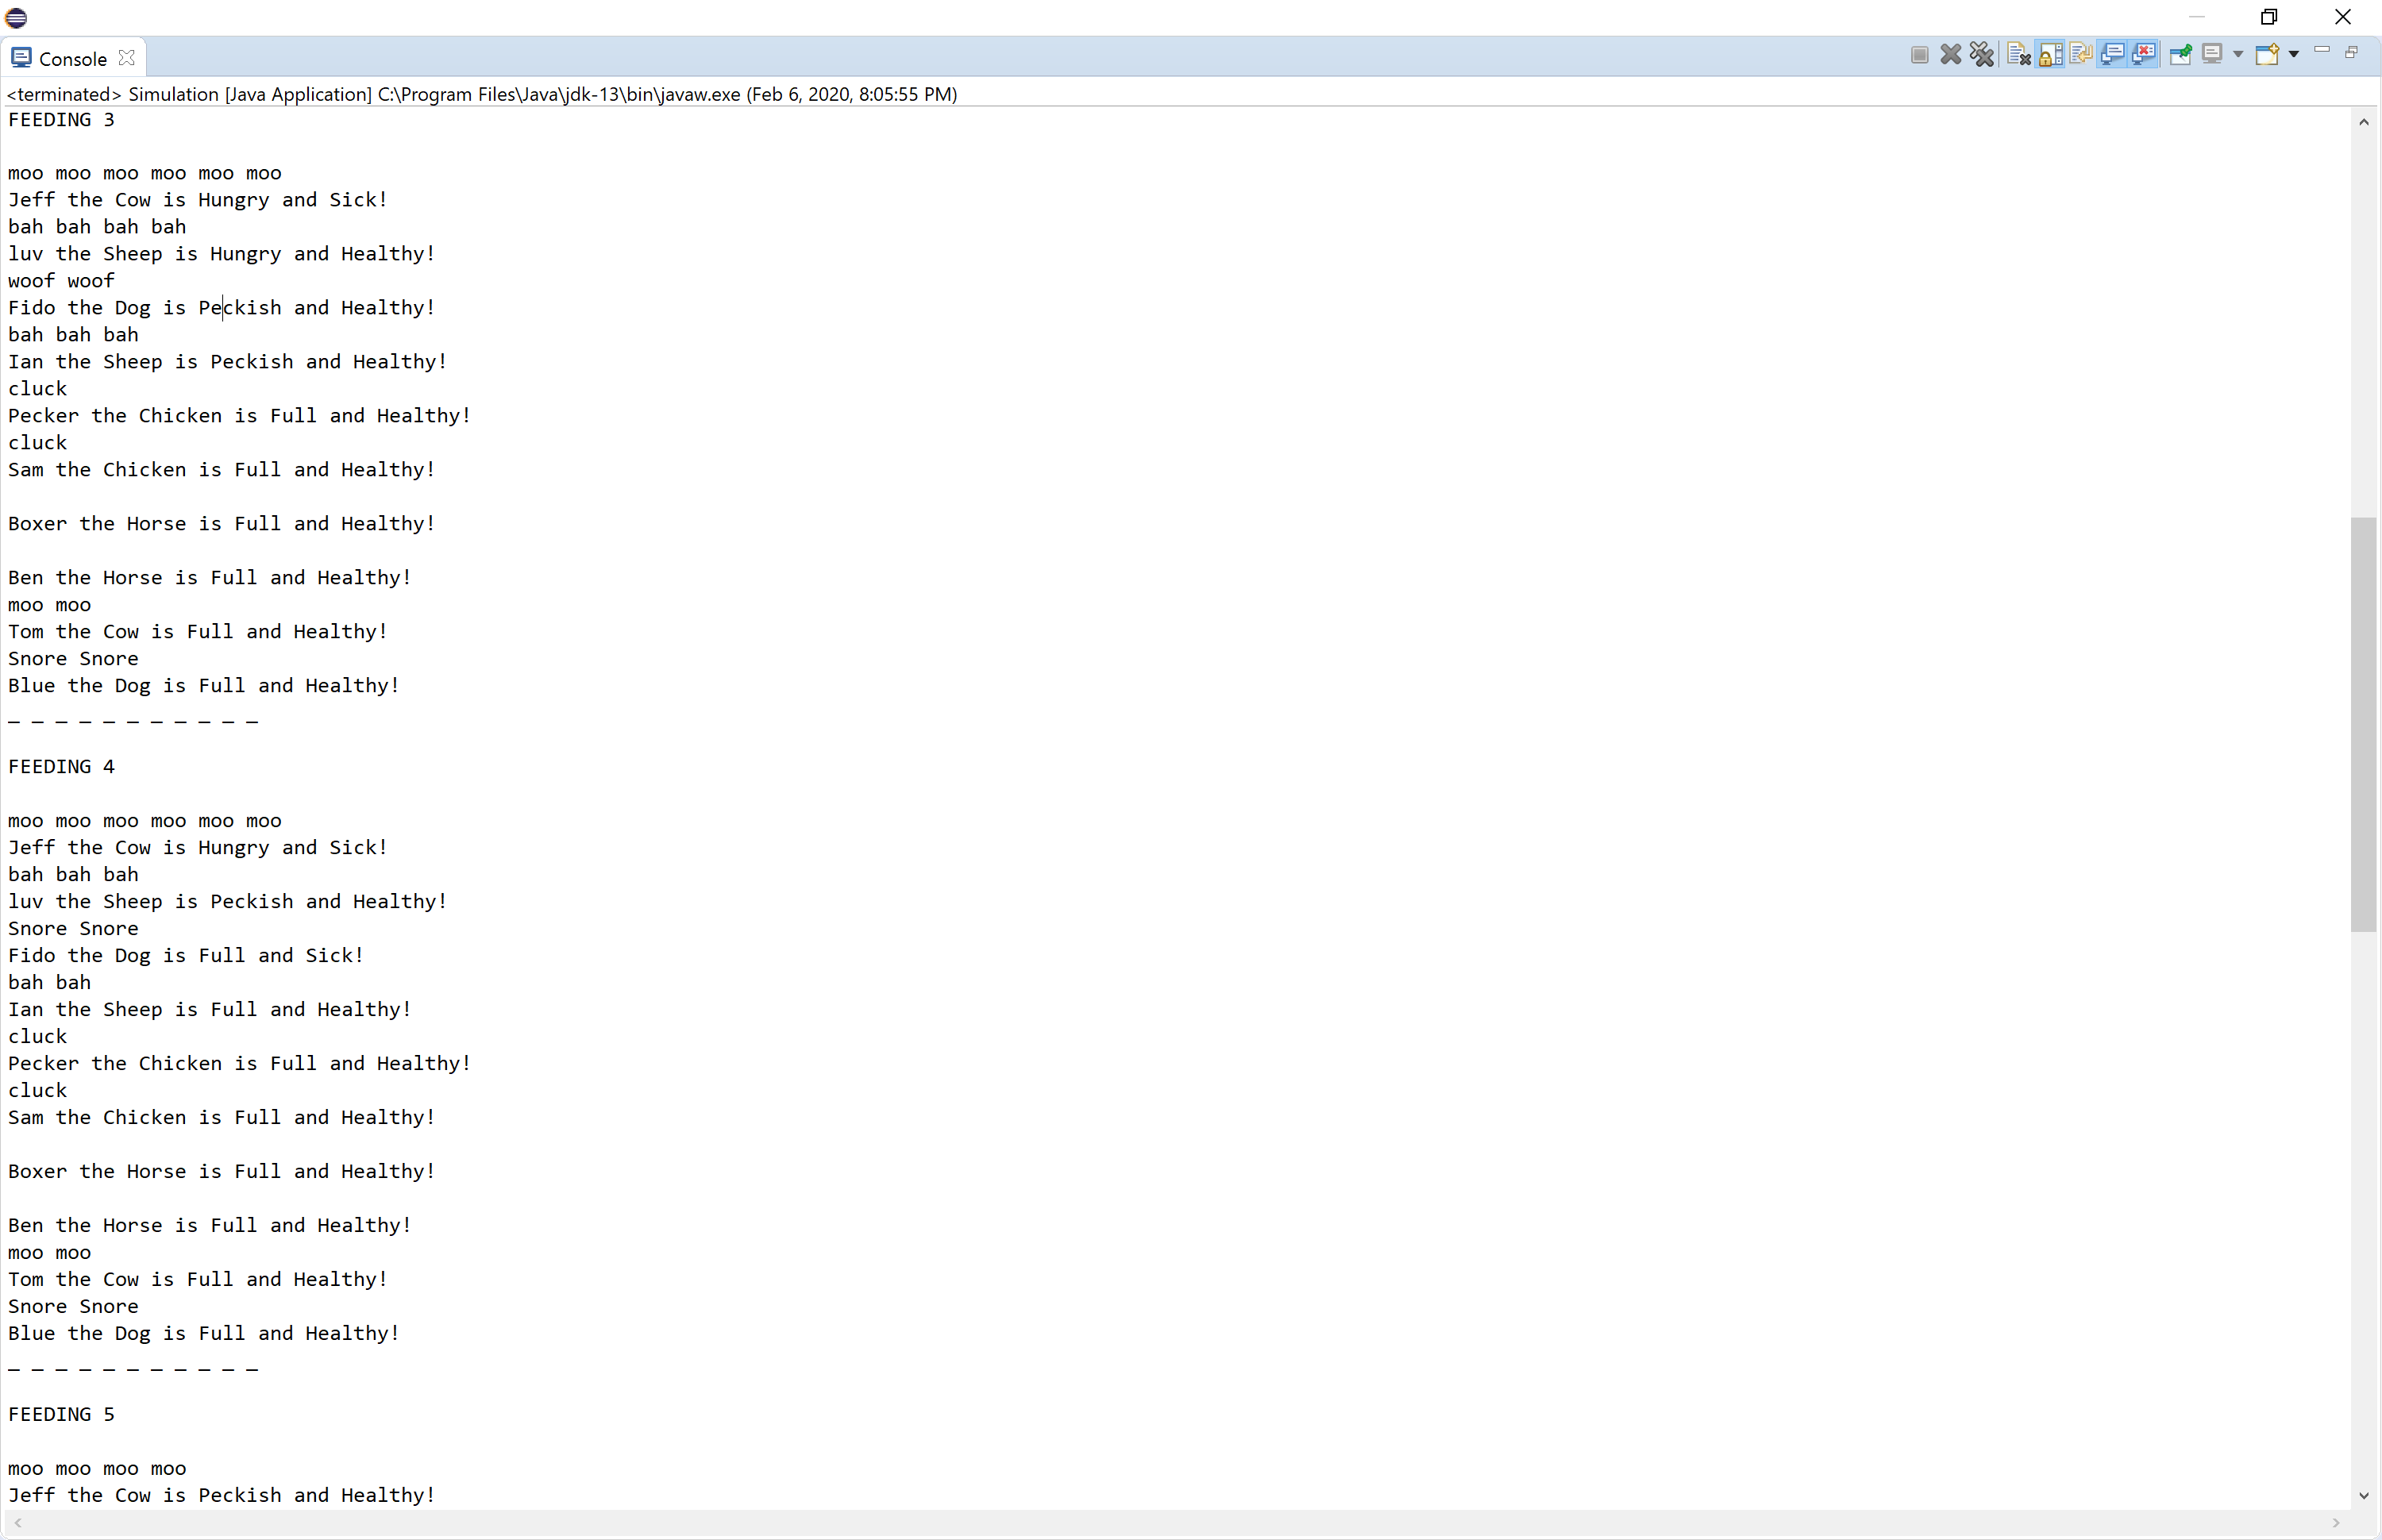 Console
<terminated> Simulation [Java Application] C:\Program Files\Java\jdk-13\bin\javaw.exe (Feb 6, 2020, 8:05:55 PM)
FEEDING 3
moo moo moo moo moo moo
Jeff the Cow is Hungry and Sick!
bah bah bah bah
luv the Sheep is Hungry and Healthy!
woof woof
Fido the Dog is Peckish and Healthy!
bah bah bah
Ian the Sheep is Peckish and Healthy!
cluck
Pecker the Chicken is Full and Healthy!
cluck
Sam the Chicken is Full and Healthy!
Boxer the Horse is Full and Healthy!
Ben the Horse is Full and Healthy!
moo moo
Tom the Cow is Full and Healthy!
Snore Snore
Blue the Dog is Full and Healthy!
_ _ _ _ _ _ _ _ _ _ _
FEEDING 4
moo moo moo moo moo moo
Jeff the Cow is Hungry and Sick!
bah bah bah
luv the Sheep is Peckish and Healthy!
Snore Snore
Fido the Dog is Full and Sick!
bah bah
Ian the Sheep is Full and Healthy!
cluck
Pecker the Chicken is Full and Healthy!
cluck
Sam the Chicken is Full and Healthy!
Boxer the Horse is Full and Healthy!
Ben the Horse is Full and Healthy!
moo moo
Tom the Cow is Full and Healthy!
Snore Snore
Blue the Dog is Full and Healthy!
_ _ _ _ _ _ _ _ _ _ _
FEEDING 5
moo moo moo moo
Jeff the Cow is Peckish and Healthy!